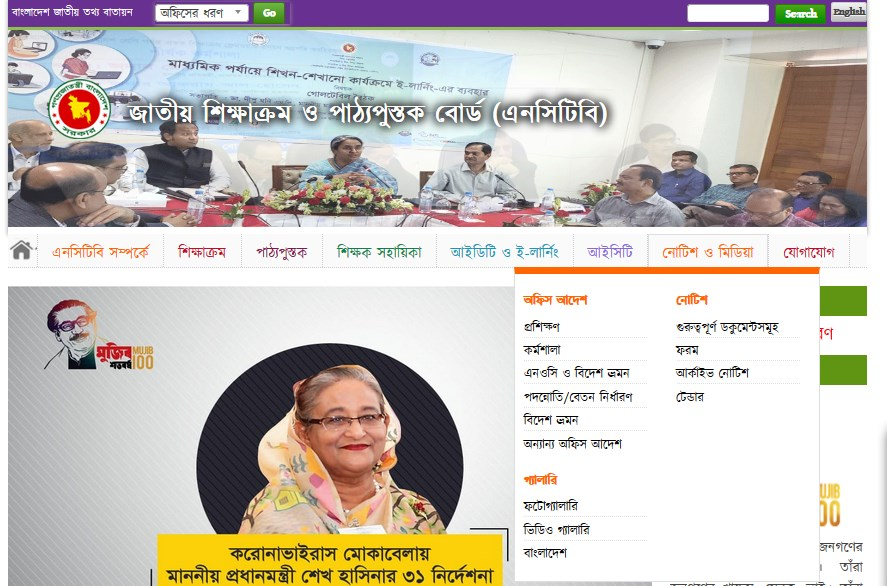 বাংলাদেশ জাতীয় তথ্য বাতায়ন
অফিসের ধরণ
Go
Search
English
মাধ্যমিক পর্যায়ে শিখন-শেখানো কার্যক্রমে ই-লার্নিং-এর ব্যবহার
জাতীয় শিক্ষাক্রম ও পাঠ্যপুস্তক বোর্ড (এনসিটিবি)
এনসিটিবি সম্পর্কে
শিক্ষাক্রম
পাঠ্যপুস্তক
শিক্ষক সহায়িকা
আইডিটি ও ই-লার্নিং
আইসিটি
নোটিশ ও মিডিয়া
যোগাযোগ
অফিস আদেশ
প্রশিক্ষণ
কর্মশালা
এনওসি ও বিদেশ ভ্রমন
পদন্নোতি/বেতন নির্ধারণ
বিদেশ ভ্রমন
অন্যান্য অফিস আদেশ
গ্যালারি
ফটোগ্যালারি
ভিডিও গ্যালারি
বাংলাদেশ
নোটিশ
গুরুত্বপূর্ণ ডকুমেন্টসমূহ
ফরম
আর্কাইভ নোটিশ
টেন্ডার
মুজিব
শতবর্ষ
MUJIB
100
করোনাভাইরাস মোকাবেলায়
মাননীয় প্রধানমন্ত্রী শেখ হাসিনার ৩১ নির্দেশনা
জনগণের
তাঁরা